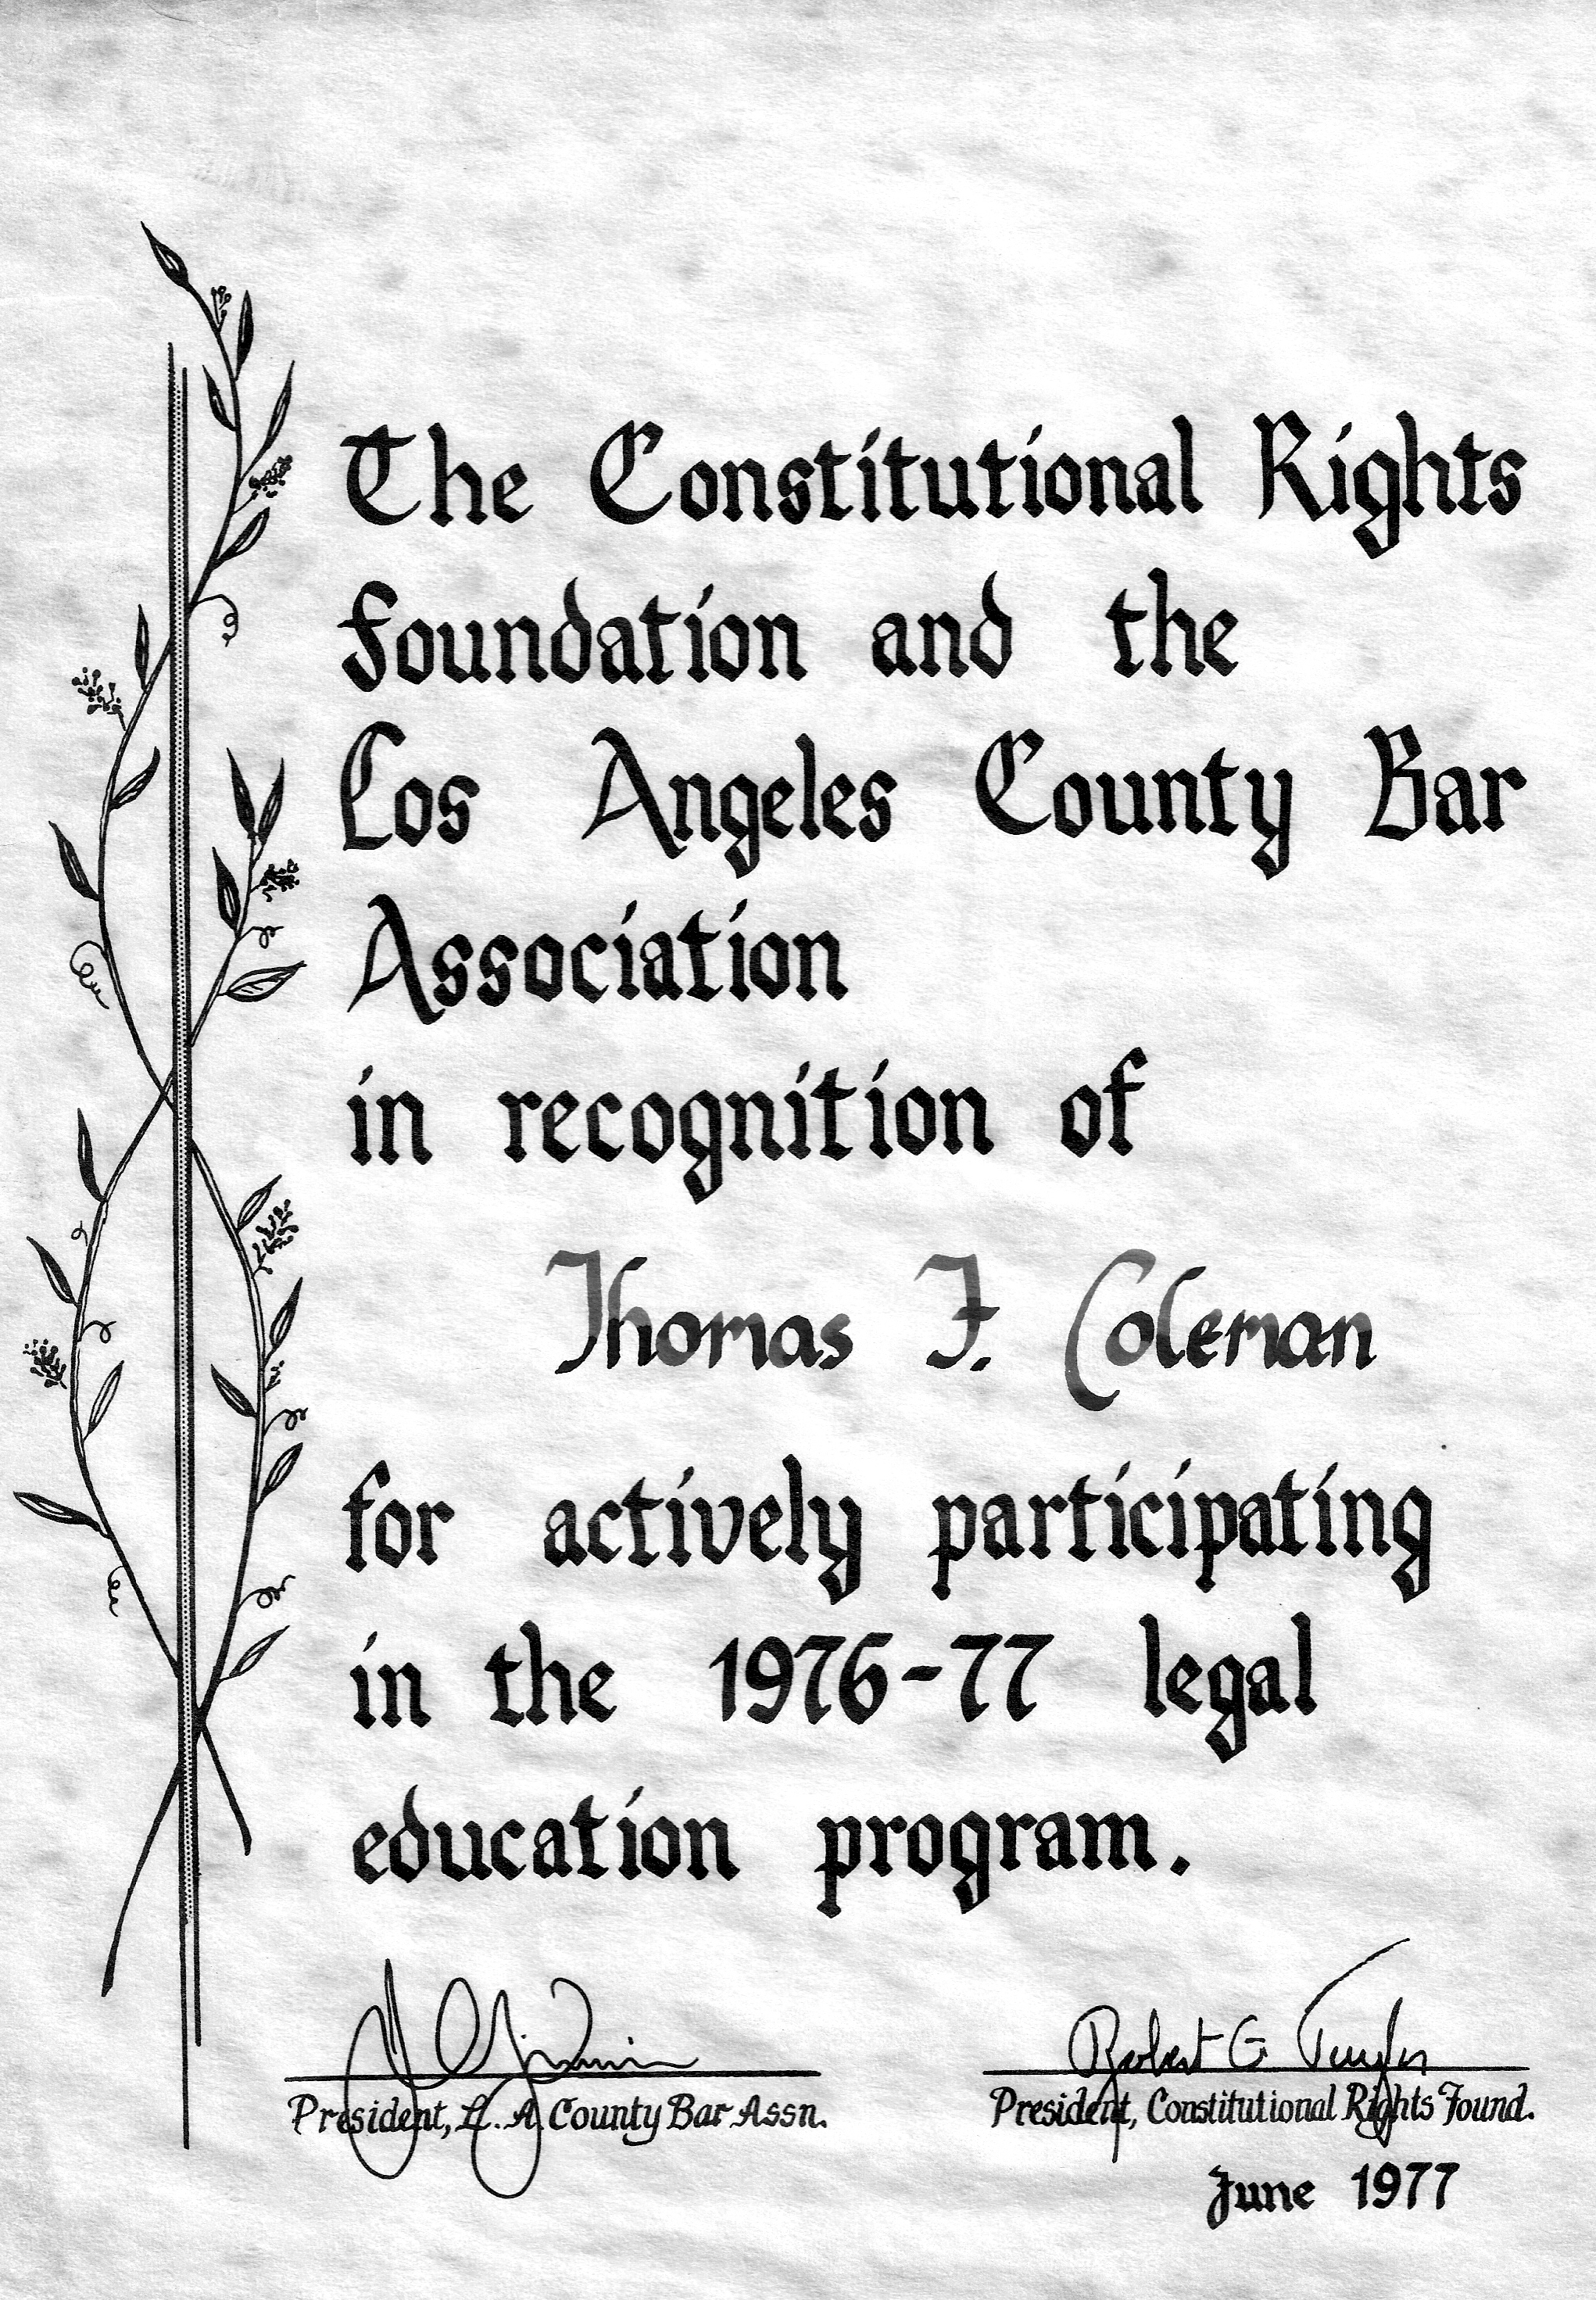 The Constitutional Rights
Foundation and the
Los Angeles County Bar
Association
in recognition of
Thomas F. Coleman
for actively participating
in the 1976-77 legal
education program.
Robert G
President, L. A. County Bar Assn.
President, Constitutional Rights Found.
June 1977